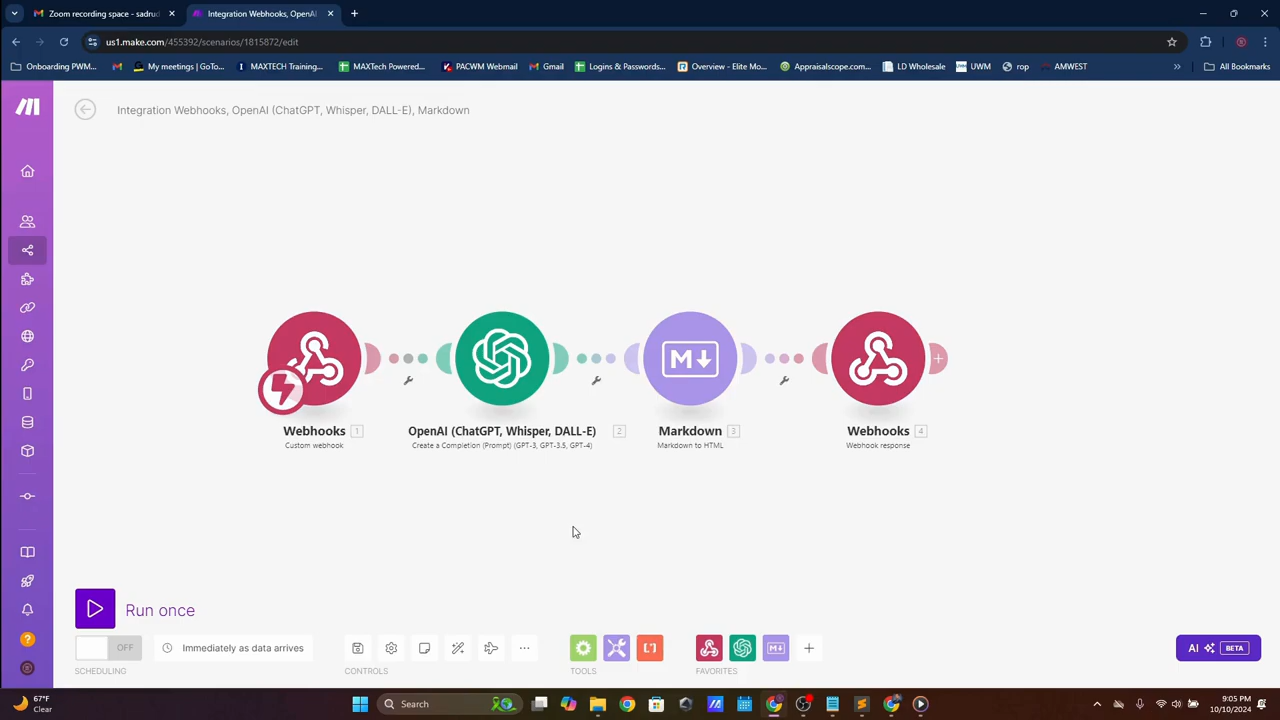 Zoom recording space - sadrud
Integration Webhooks, OpenAI
us1.make.com/455392/scenarios/1815872/edit
Onboarding PWM...
My meetings | GoTo...
MAXTECH Training...
MAXTech Powered...
PACWM Webmail
Gmail
Logins & Passwords...
Overview - Elite Mo...
Appraisalscope.com...
LD Wholesale
UWM
rop
AMWEST
All Bookmarks
Integration Webhooks, OpenAI (ChatGPT, Whisper, DALL-E), Markdown
Webhooks 1
Custom webhook
OpenAI (ChatGPT, Whisper, DALL-E) 2
Create a Completion (Prompt) (GPT-3, GPT-3.5, GPT-4)
M
Markdown 3
Markdown to HTML
Webhooks 4
Webhook response
Run once
OFF
Immediately as data arrives
SCHEDULING
CONTROLS
TOOLS
FAVORITES
AI BETA
67°F
Clear
Search
9:05 PM
10/10/2024